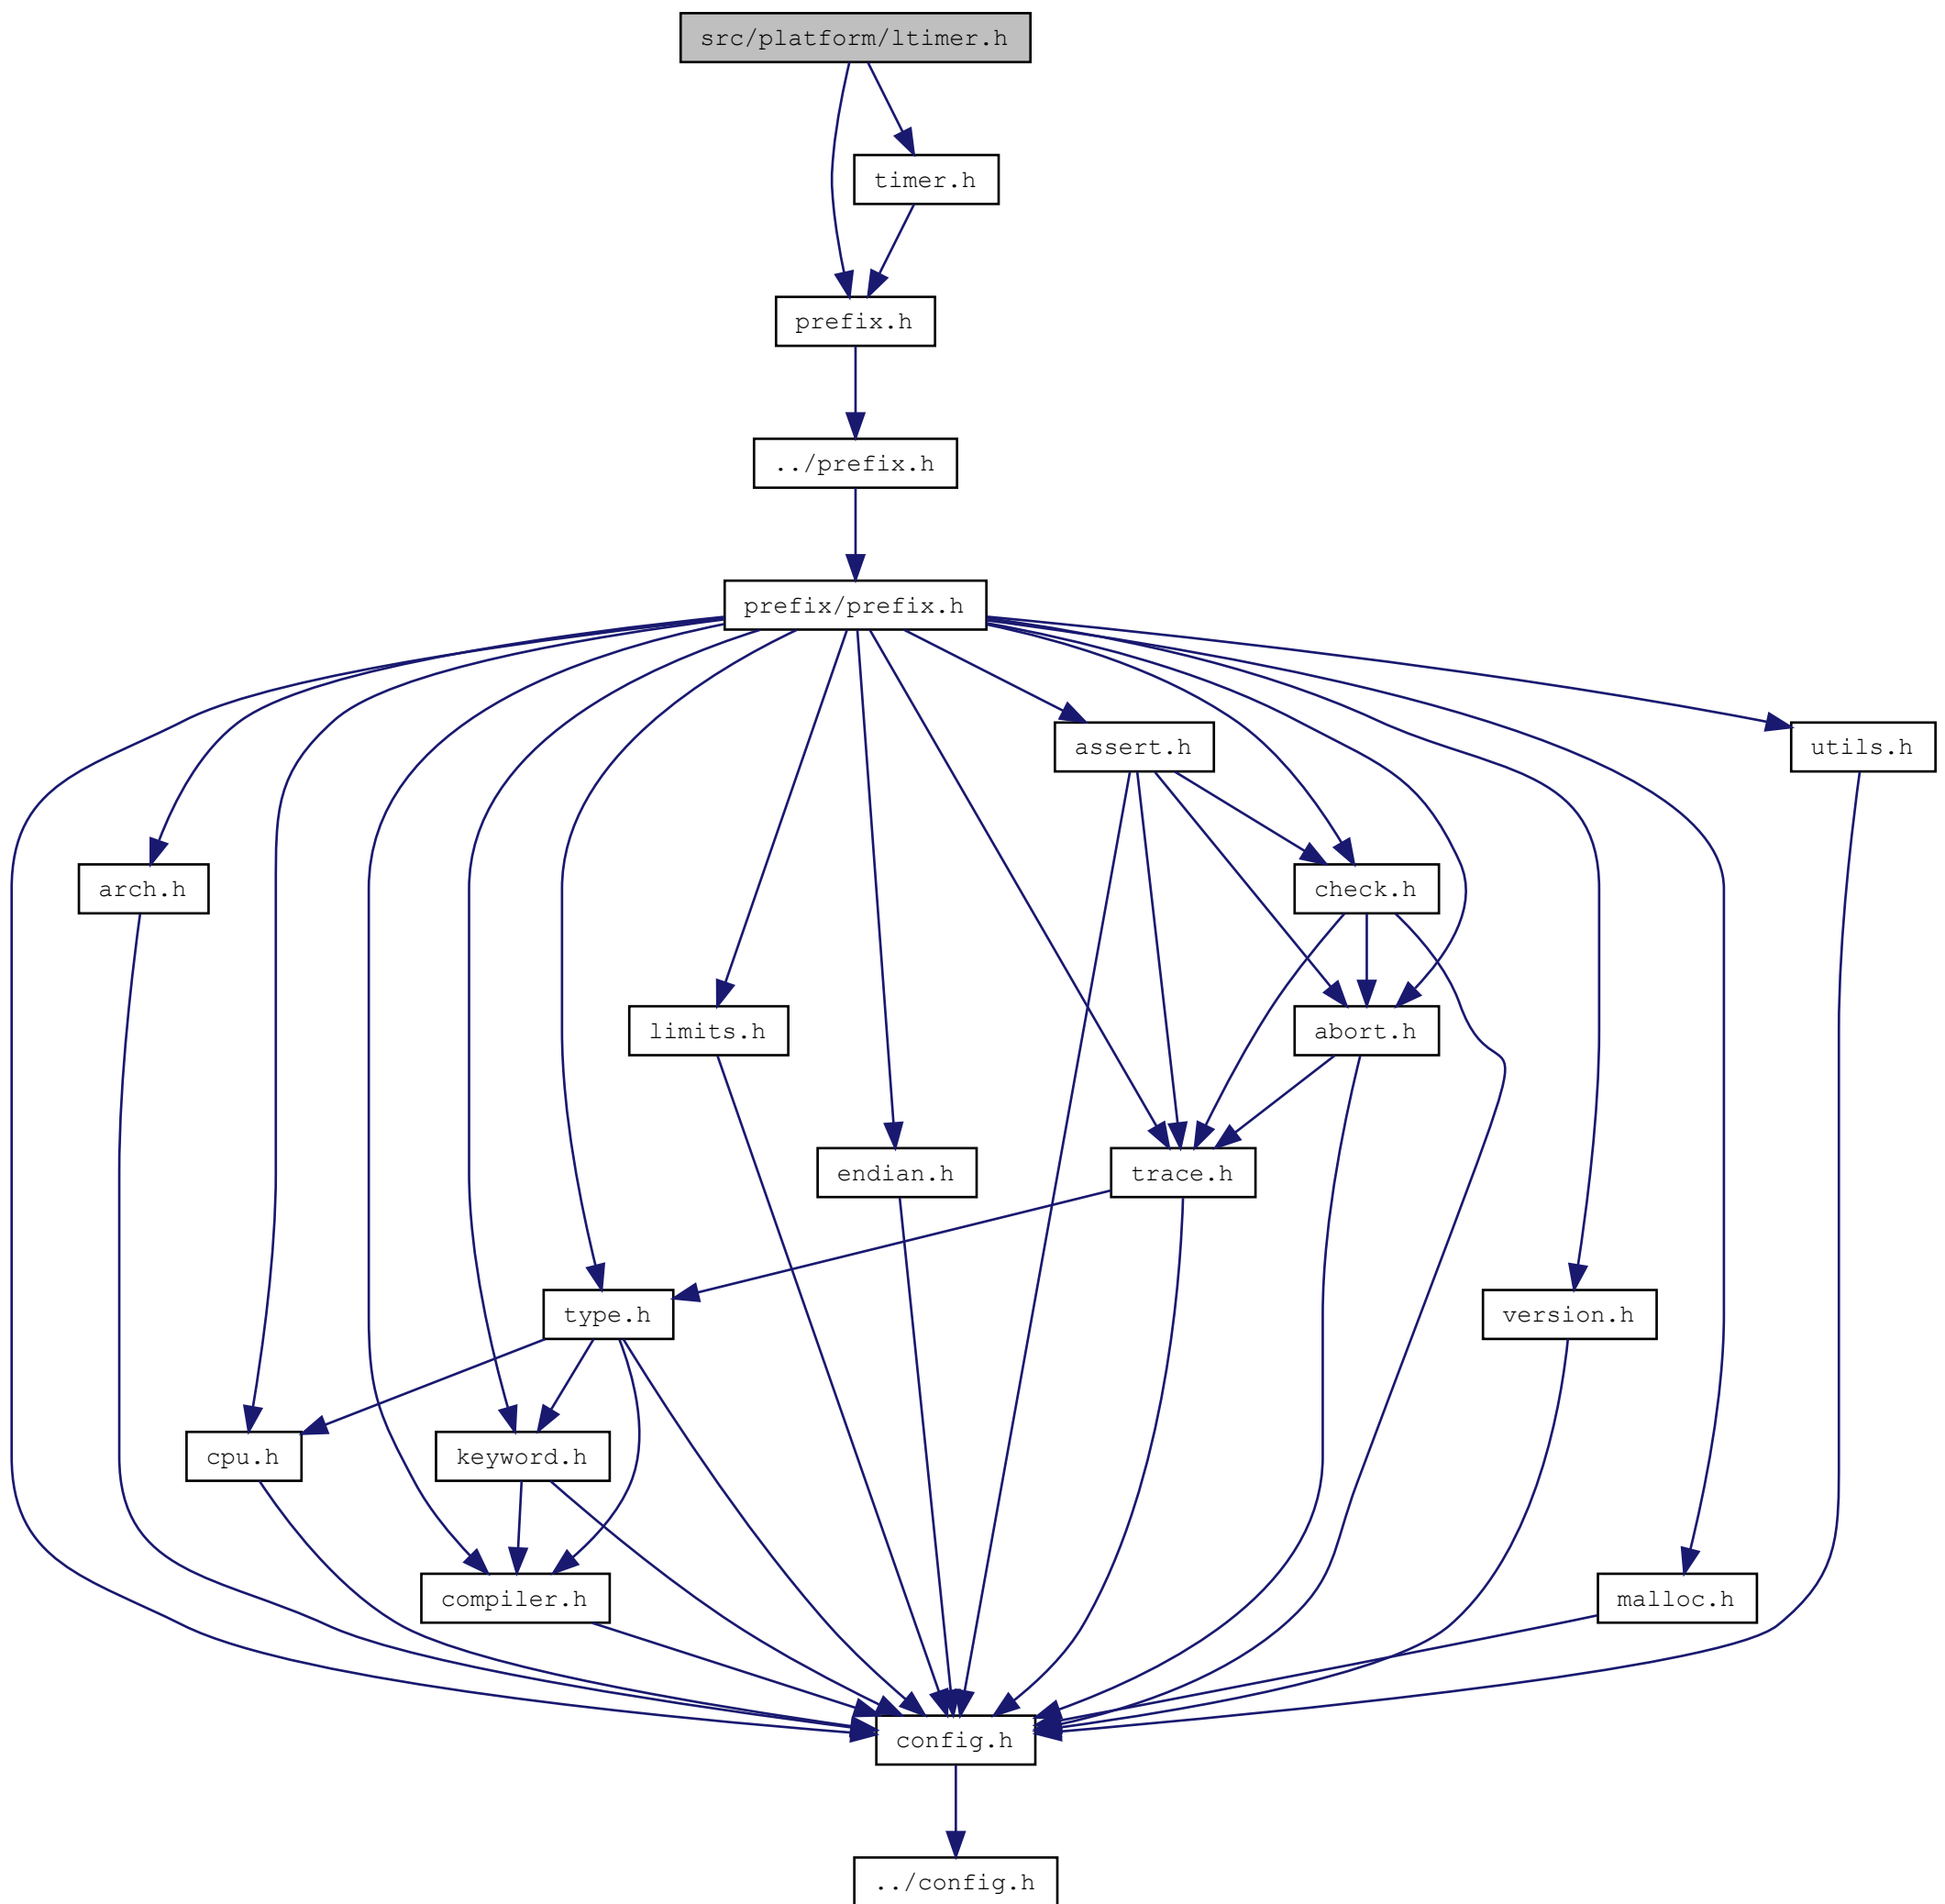 src/platform/ltimer.h
timer.h
prefix.h
../prefix.h
prefix/prefix.h
assert.h
utils.h
arch.h
check.h
limits.h
abort.h
endian.h
trace.h
type.h
version.h
cpu.h
keyword.h
compiler.h
malloc.h
config.h
../config.h